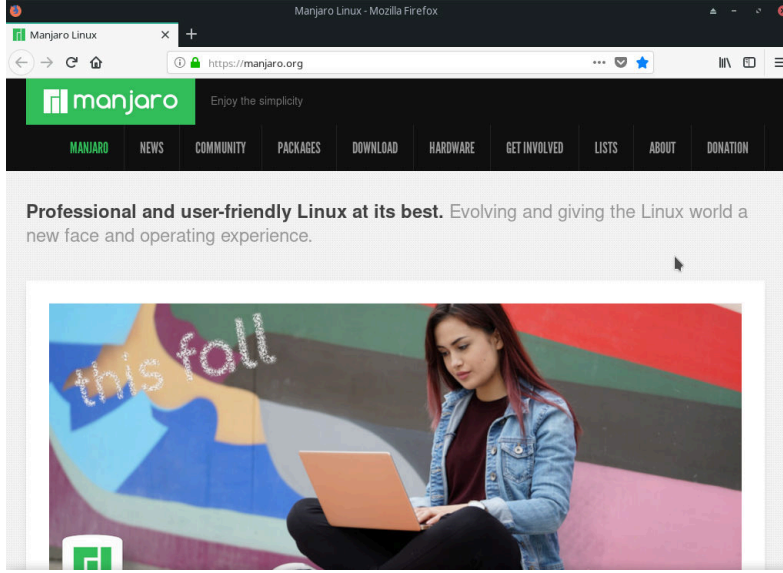 Manjaro Linux - Mozilla Firefox
Manjaro Linux
https://manjaro.org
manjaro
Enjoy the simplicity
MANJARO NEWS COMMUNITY PACKAGES DOWNLOAD HARDWARE GET INVOLVED LISTS ABOUT DONATION
Professional and user-friendly Linux at its best. Evolving and giving the Linux world a
new face and operating experience.
this fall